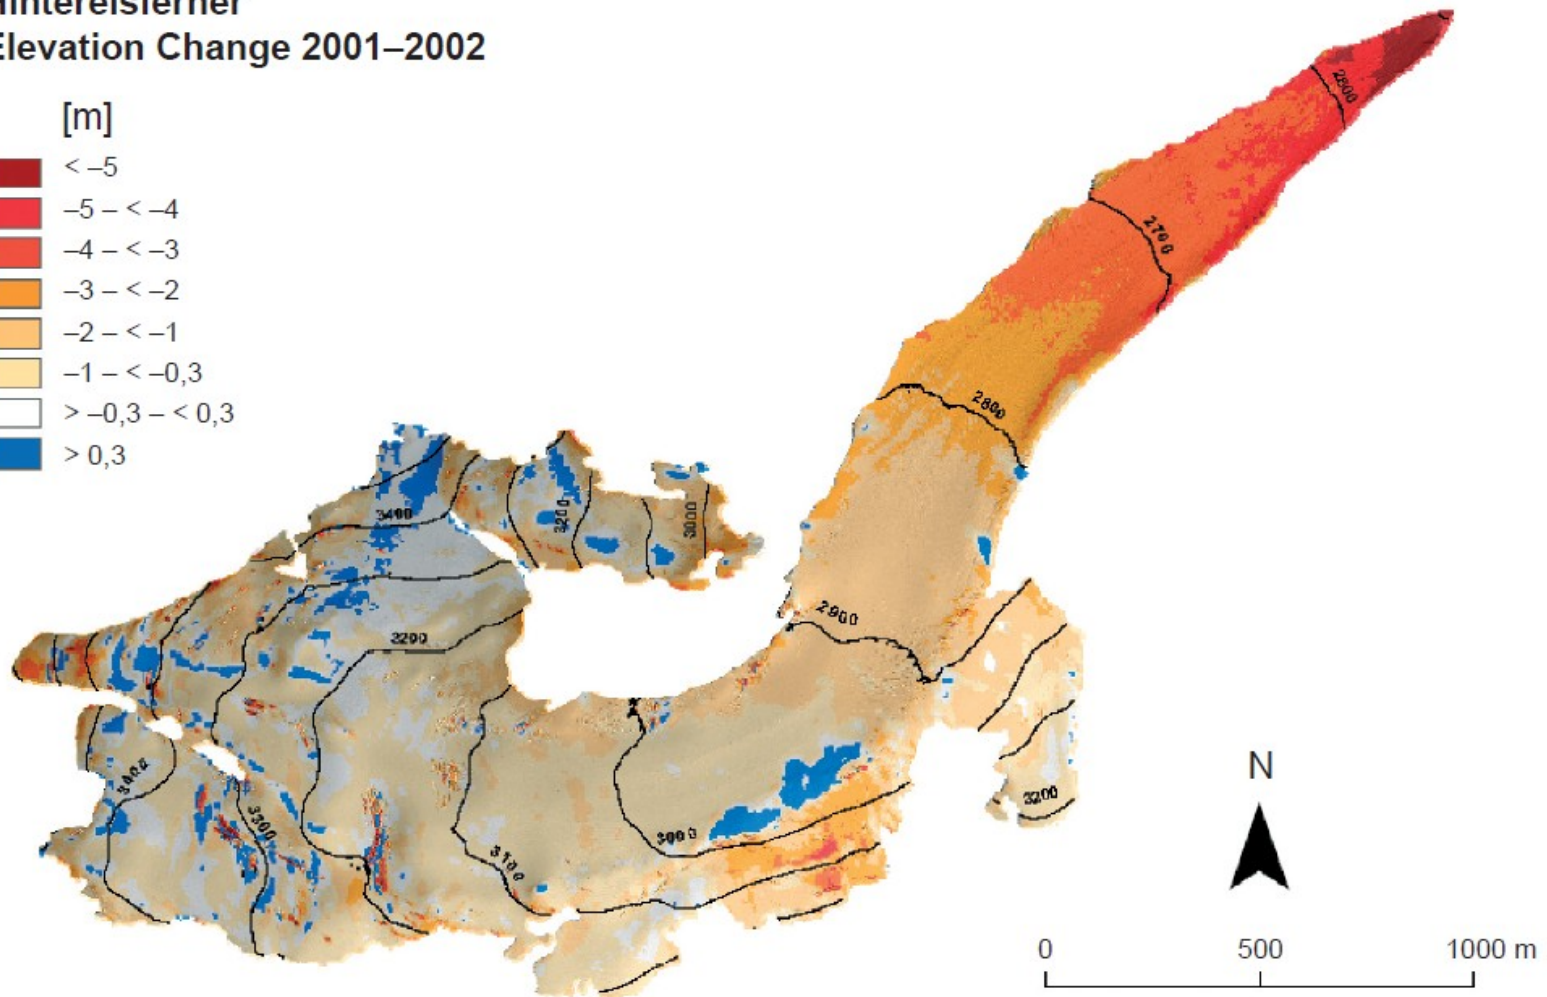 Hintereisferner
Elevation Change 2001–2002
[m]
< –5
–5 – < –4
–4 – < –3
–3 – < –2
–2 – < –1
–1 – < –0,3
> –0,3 – < 0,3
> 0,3
2700
2800
3400
3200
3000
2900
3200
3400
3300
3100
3000
3200
N
0 500 1000 m